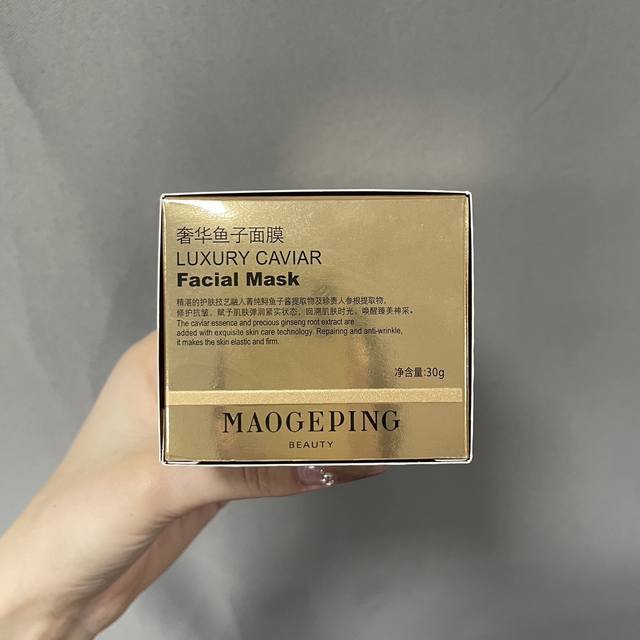 奢华鱼子面膜
LUXURY CAVIAR
Facial Mask
精湛的护肤技艺融入菁纯鲟鱼子酱提取物及珍贵人参根提取物,
修护抗皱，赋予肌肤弹润紧实状态，回溯肌肤时光，唤醒臻美神采。
The caviar essence and precious ginseng root extract are
added with exquisite skin care technology. Repairing and anti-wrinkle,
it makes the skin elastic and firm.
净含量:30g
MAOGEPING
BEAUTY